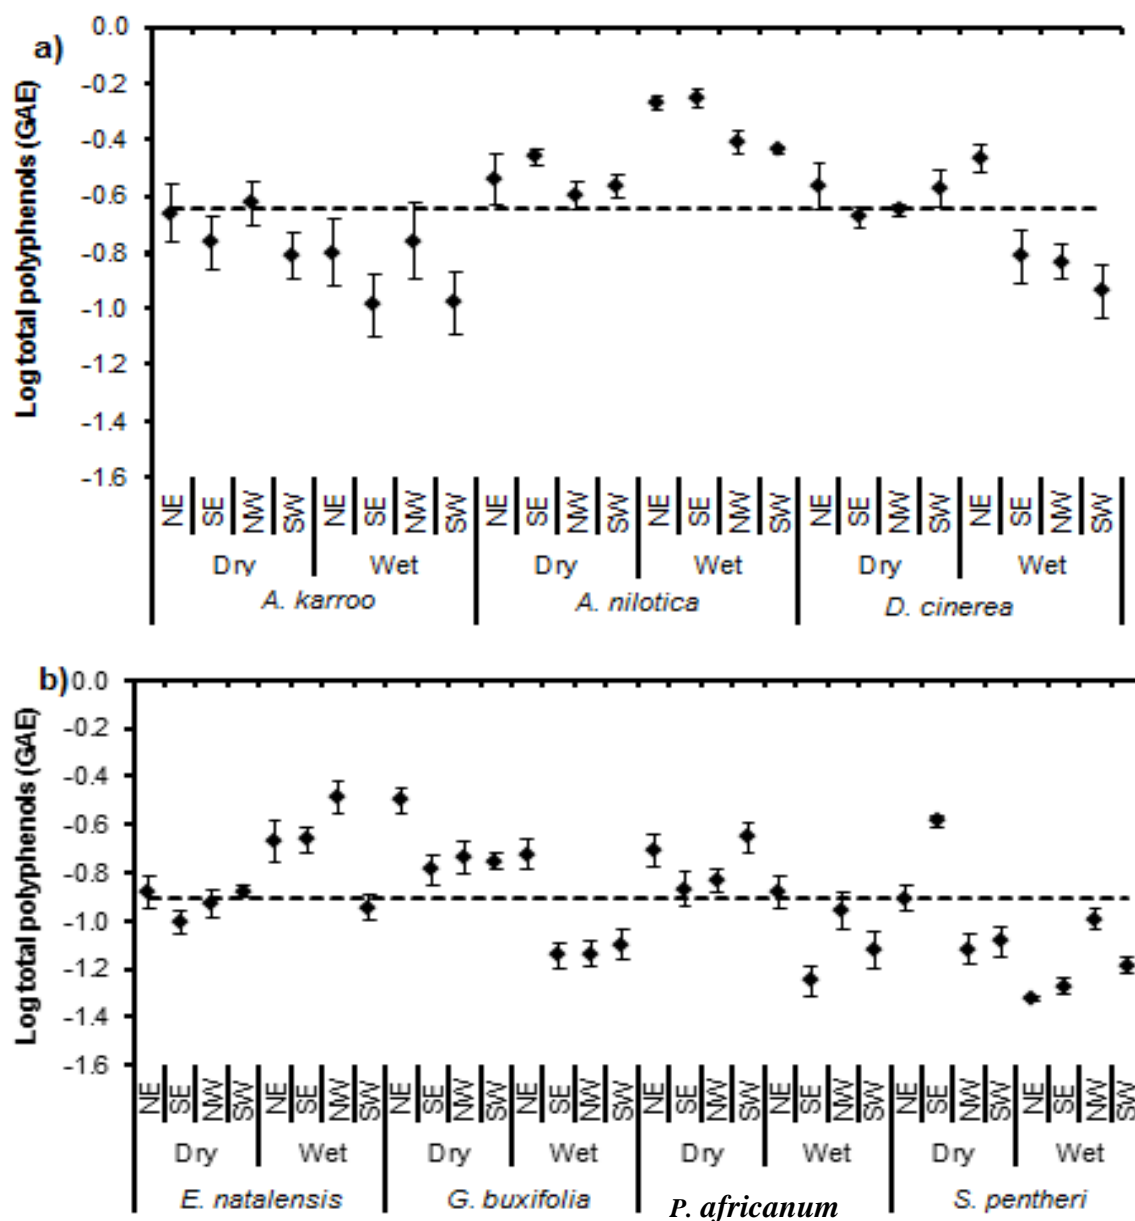 a)
Log total polyphenols (GAE)
0.0
-0.2
-0.4
-0.6
-0.8
-1.0
-1.2
-1.4
-1.6
NE SE NW SW NE SE NW SW NE SE NW SW NE SE NW SW NE SE NW SW NE SE NW SW
Dry Wet Dry Wet Dry Wet
A. karroo A. nilotica D. cinerea
b)
Log total polyphenols (GAE)
0.0
-0.2
-0.4
-0.6
-0.8
-1.0
-1.2
-1.4
-1.6
NE SE NW SW NE SE NW SW NE SE NW SW NE SE NW SW NE SE NW SW NE SE NW SW NE SE NW SW NE SE NW SW
Dry Wet Dry Wet Dry Wet Dry Wet
E. natalensis G. buxifolia P. africanum S. pentheri